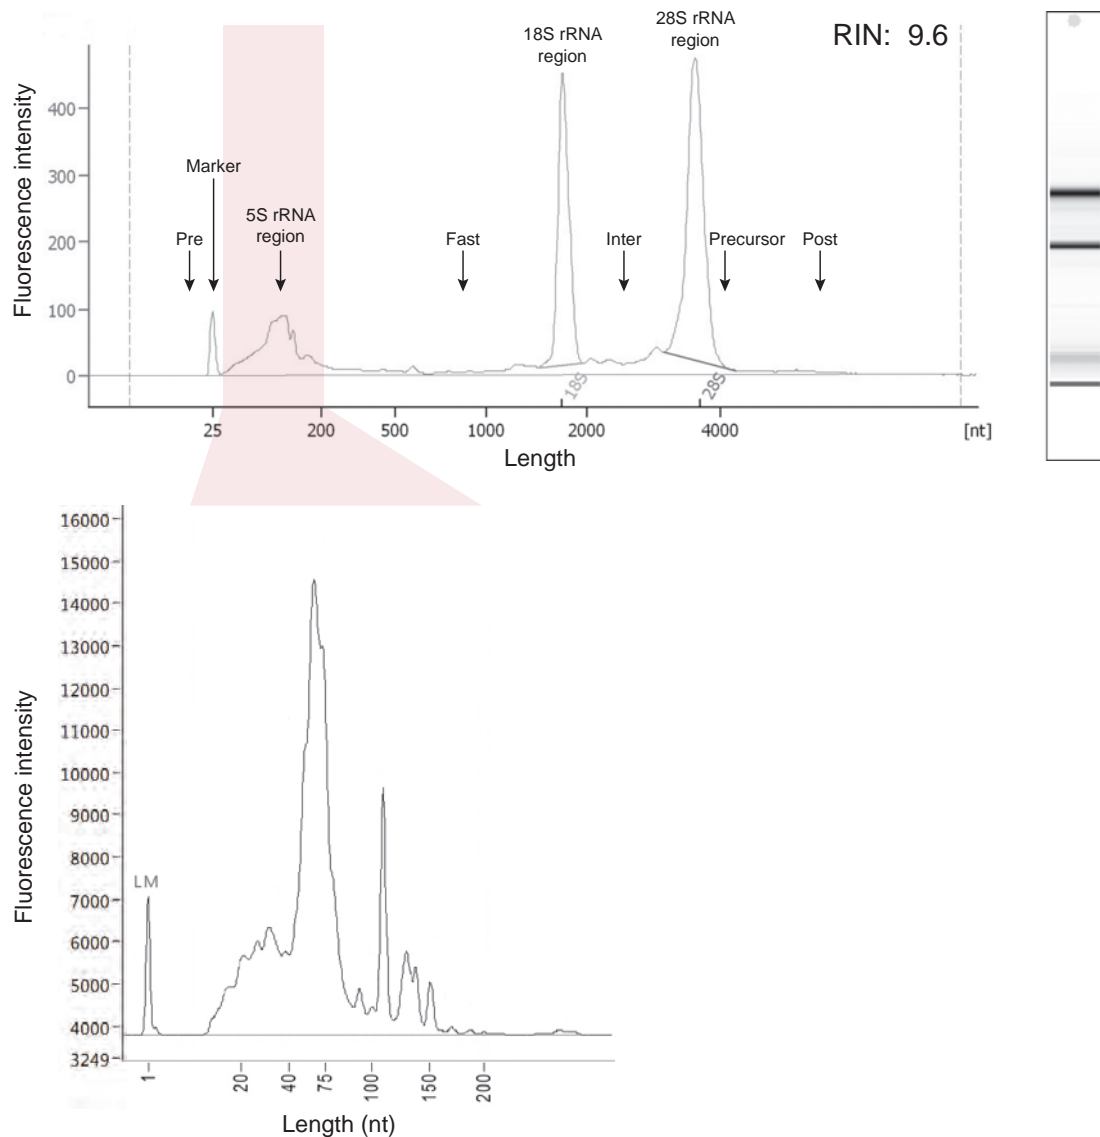 18S rRNA
region
28S rRNA
region
RIN: 9.6
Fluorescence intensity
400
300
200
100
0
Marker
Pre
5S rRNA
region
Fast
Inter
Precursor
Post
18S
28S
25
200
500
1000
2000
4000
[nt]
Length
Fluorescence intensity
16000
15000
14000
13000
12000
11000
10000
9000
8000
7000
6000
5000
4000
3249
LM
1
20
40
75
100
150
200
Length (nt)